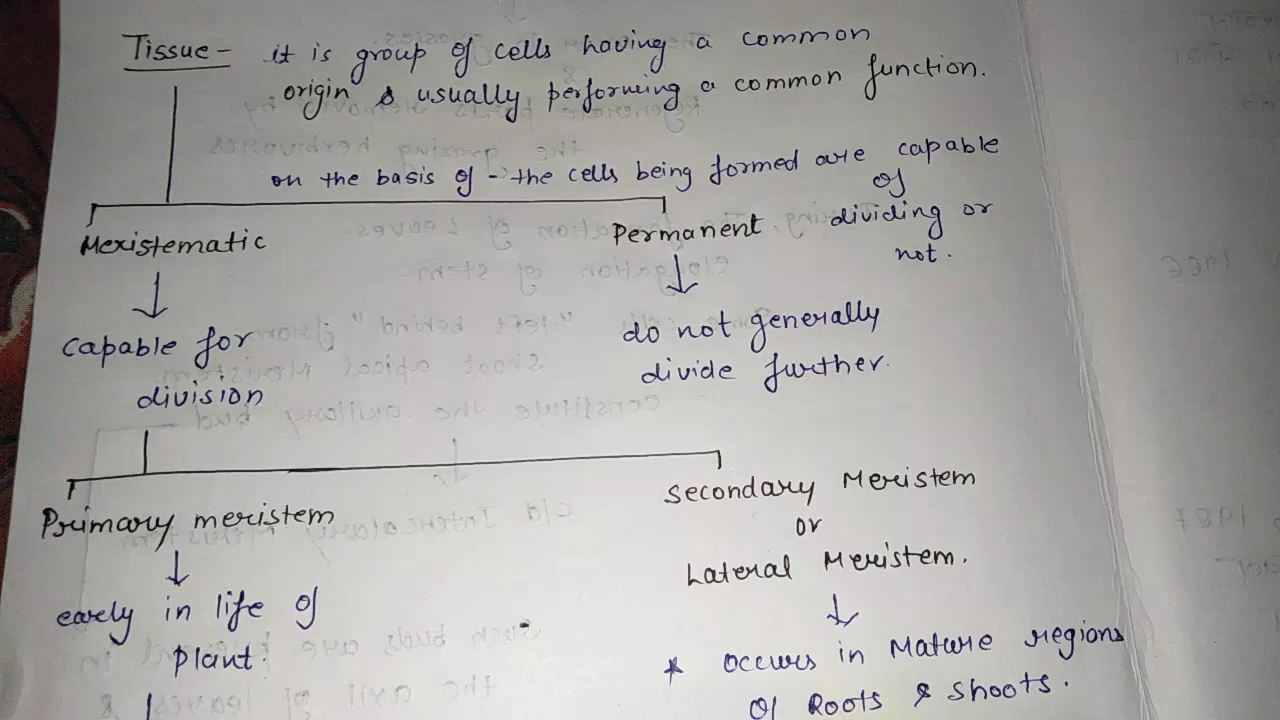 Tissue - it is group of cells having a common
origin & usually performing a common function.
on the basis of - the cells being formed are capable
of
dividing or
not.
Meristematic
Permanent
↓
↓
capable for
division
do not generally
divide further.
Primary meristem
Secondary Meristem
or
Lateral Meristem.
↓
↓
early in life of
plant.
* occurs in Mature regions
of Roots & shoots.